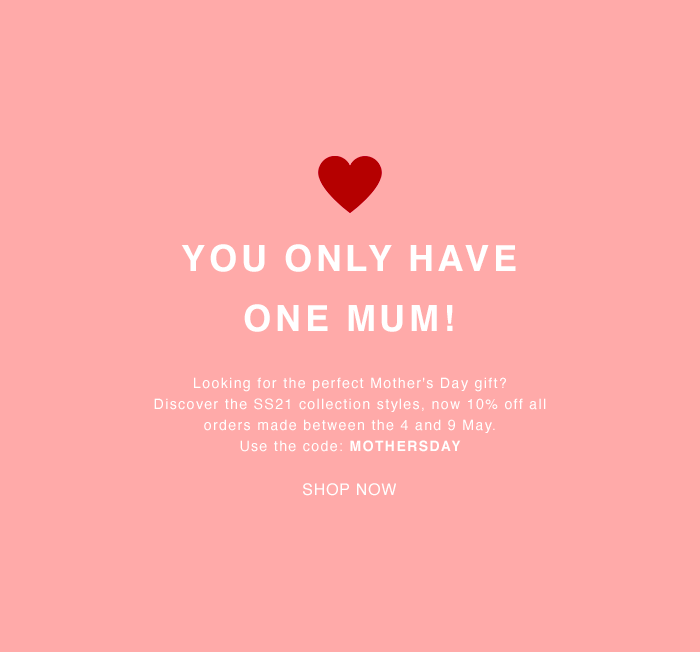 YOU ONLY HAVE
ONE MUM!
Looking for the perfect Mother's Day gift?
Discover the SS21 collection styles, now 10% off all
orders made between the 4 and 9 May.
Use the code: MOTHERSDAY
SHOP NOW